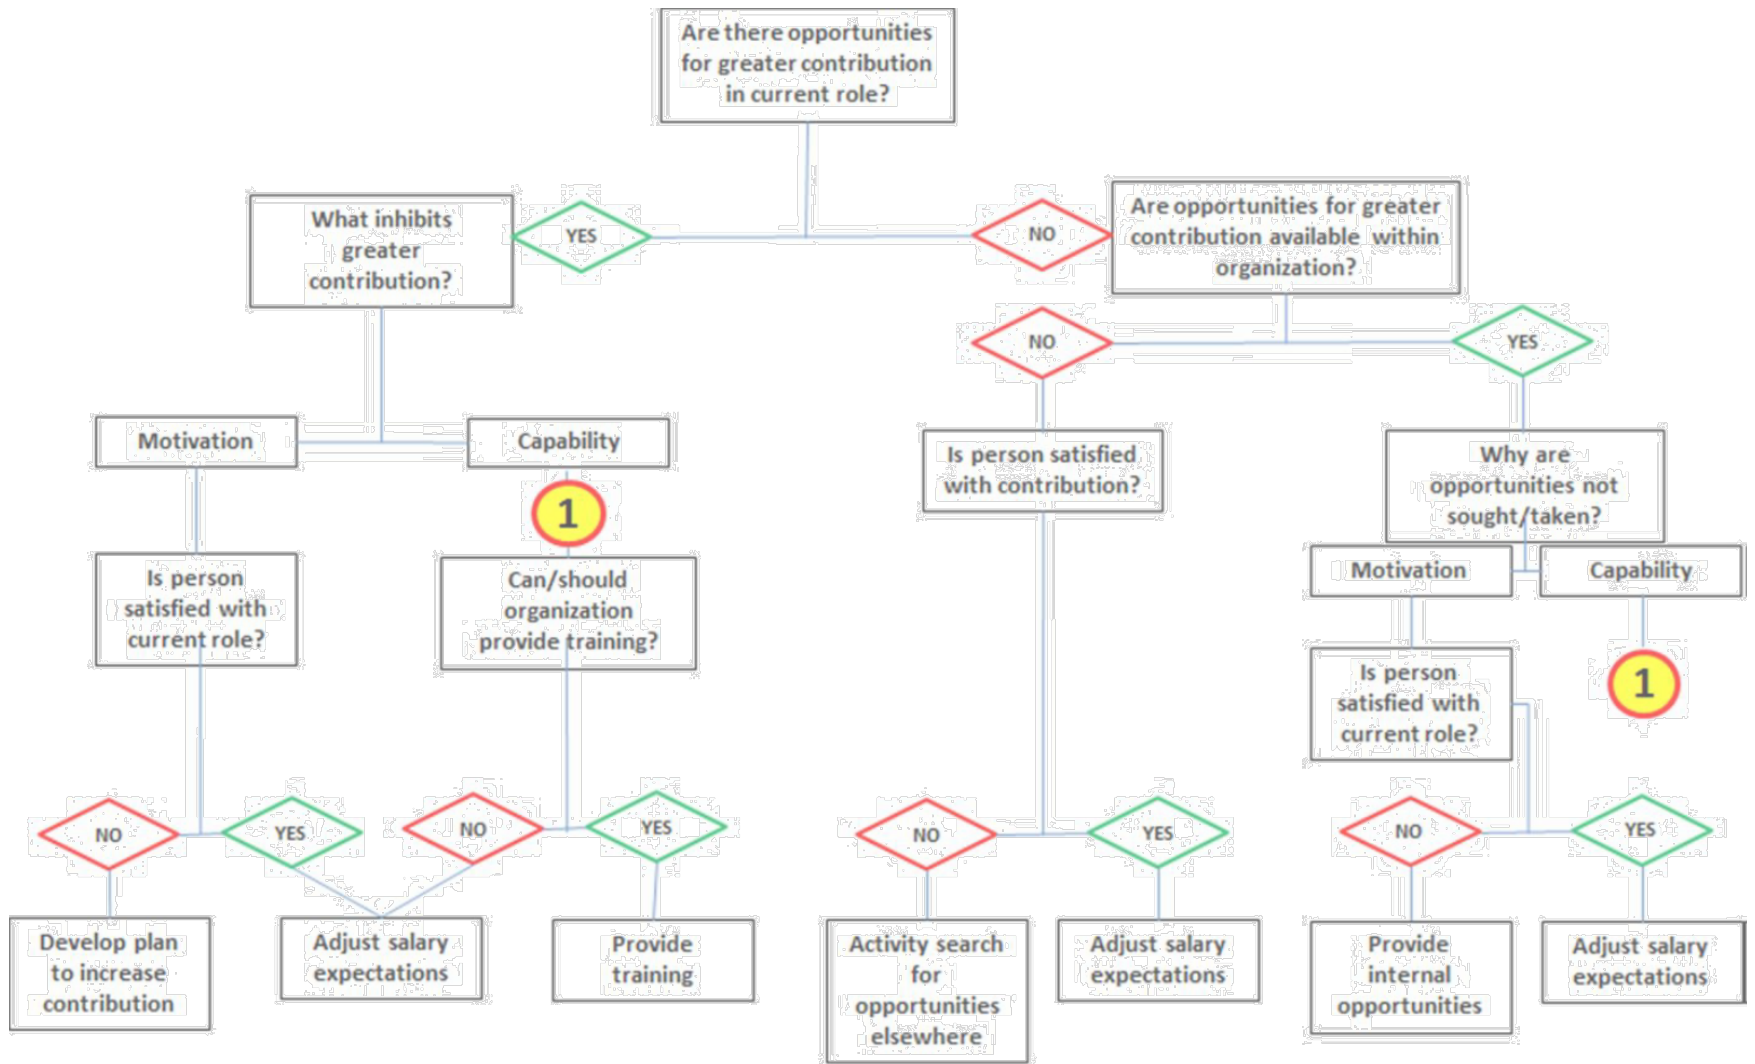 Are there opportunities
for greater contribution
in current role?
What inhibits
greater
contribution?
YES
NO
Are opportunities for greater
contribution available within
organization?
NO
YES
Motivation
Capability
1
Is person satisfied
with contribution?
Why are
opportunities not
sought/taken?
Motivation
Capability
1
Is person
satisfied with
current role?
Can/should
organization
provide training?
Is person
satisfied with
current role?
NO
YES
NO
YES
NO
YES
NO
YES
Develop plan
to increase
contribution
Adjust salary
expectations
Provide
training
Activity search
for
opportunities
elsewhere
Adjust salary
expectations
Provide
internal
opportunities
Adjust salary
expectations